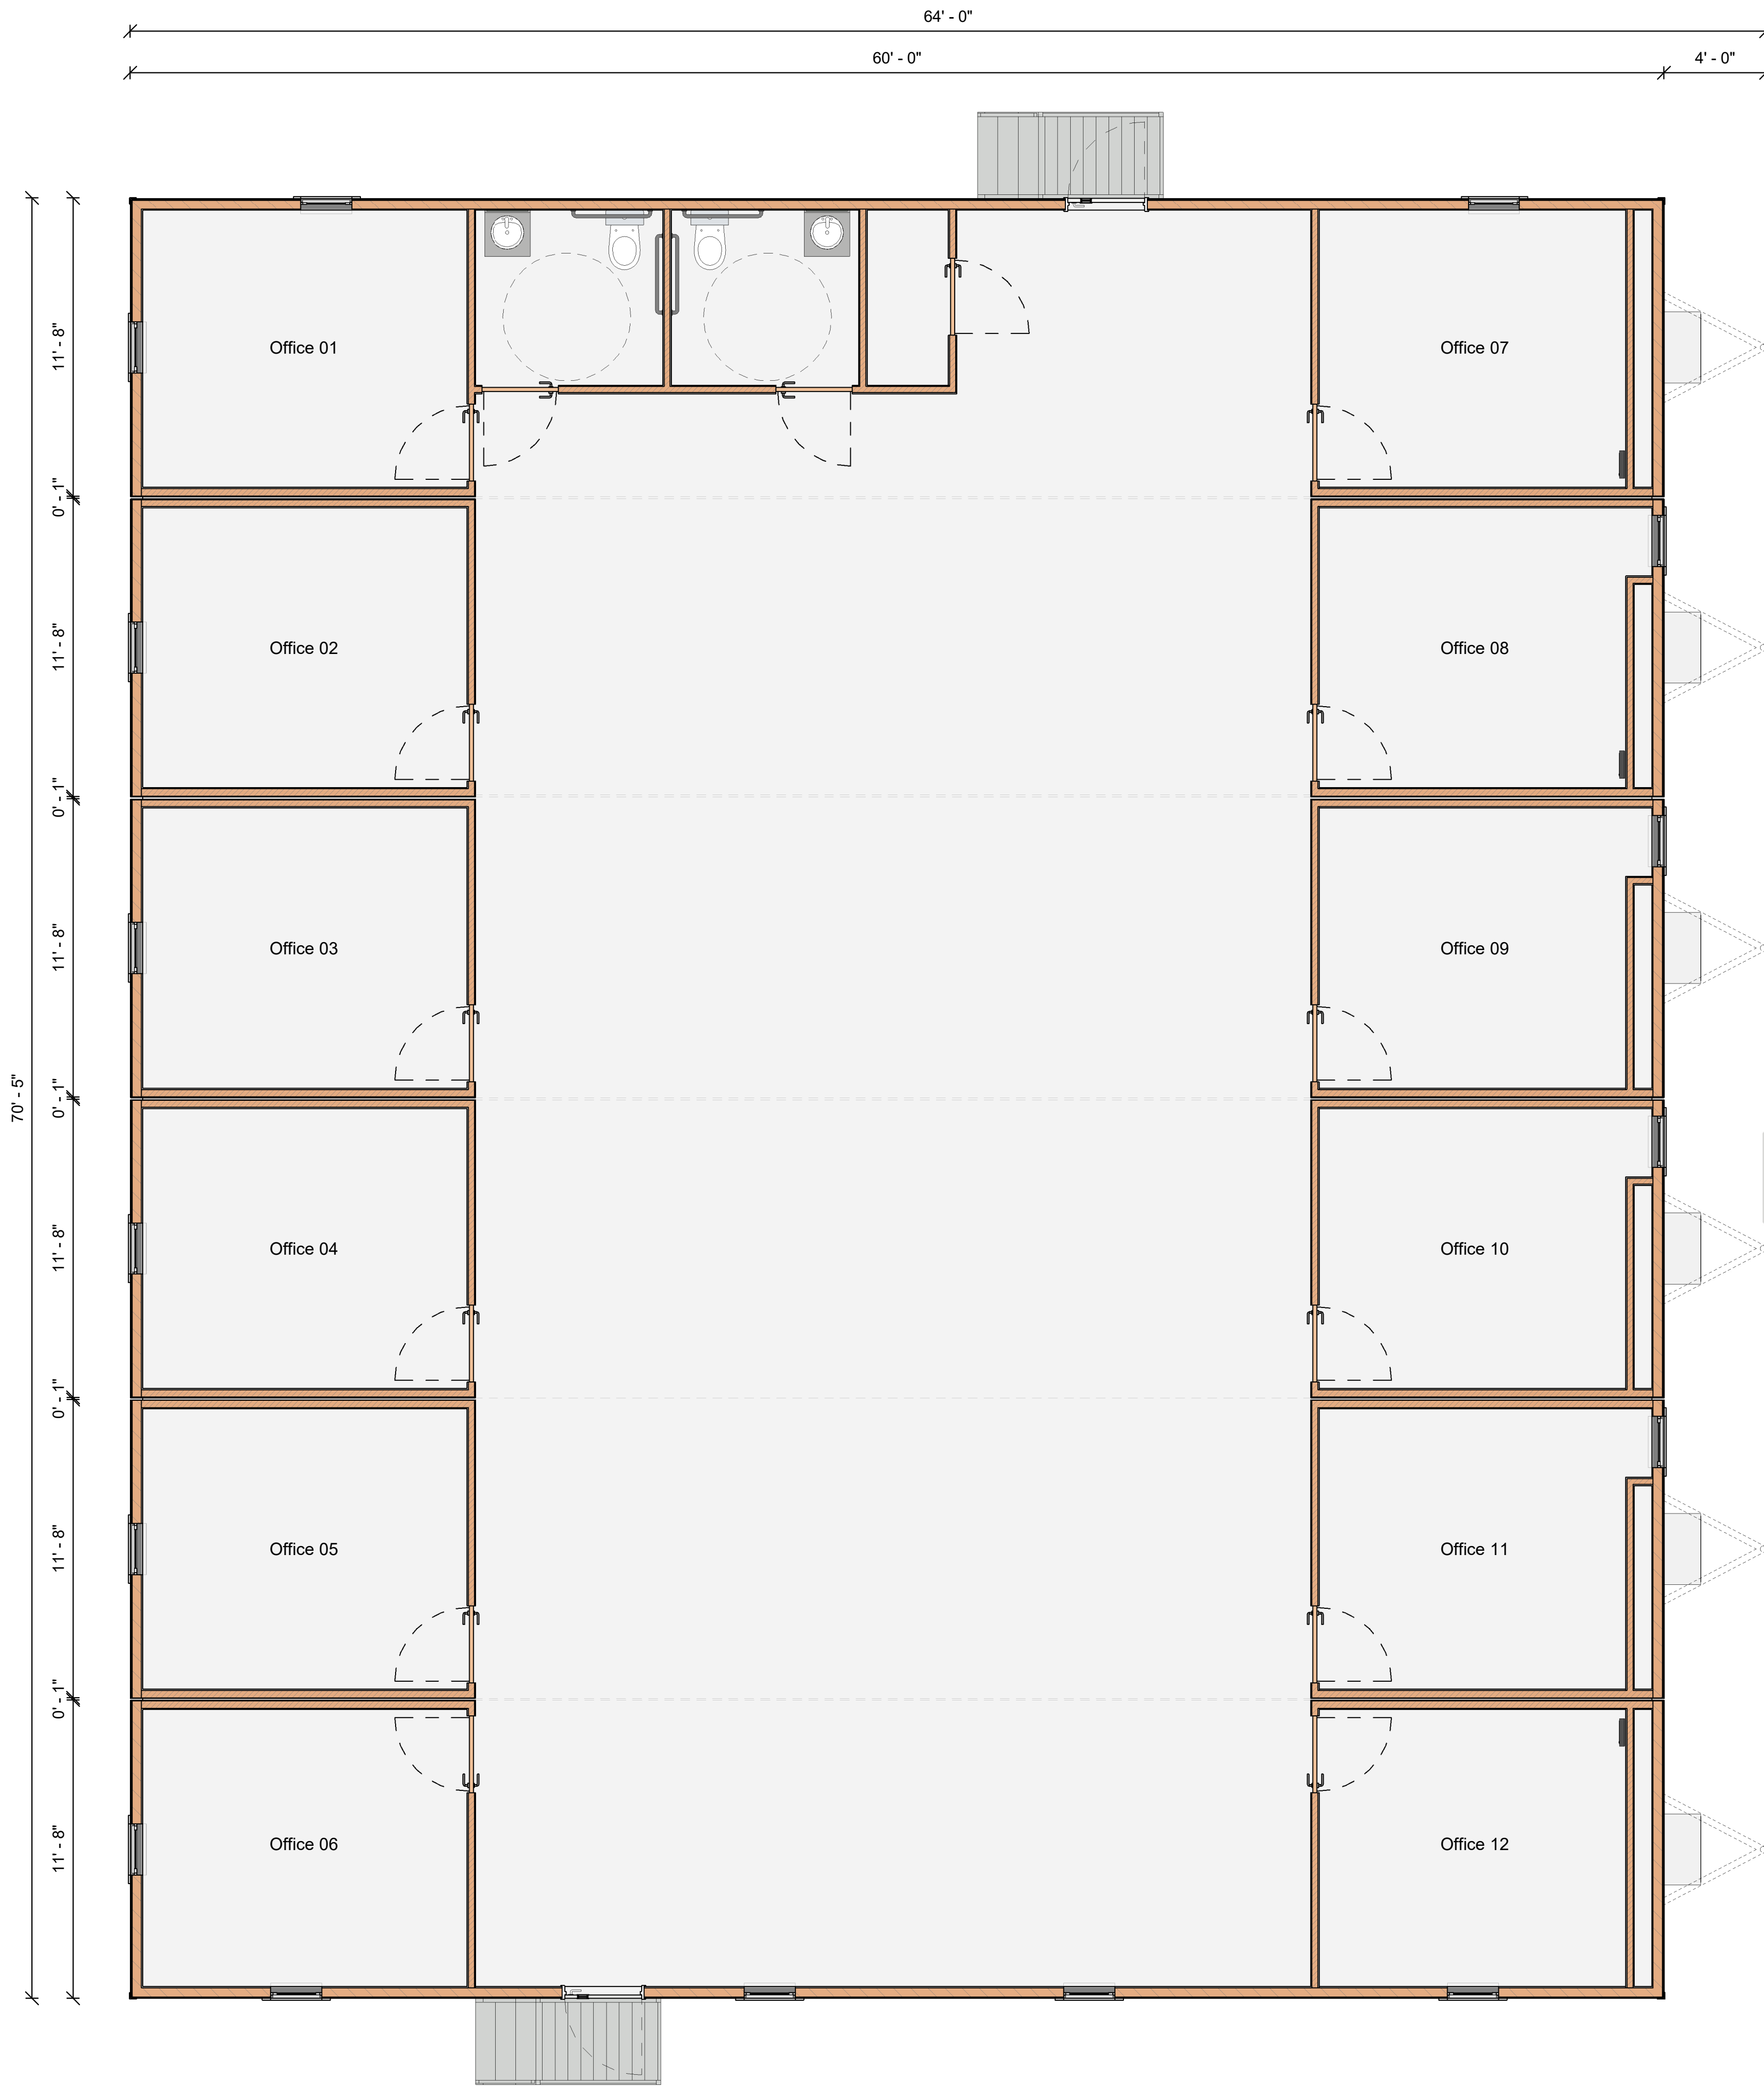 64' - 0"
60' - 0"
4' - 0"
11' - 8"
Office 01
Office 07
0' - 1"
11' - 8"
Office 02
Office 08
0' - 1"
11' - 8"
Office 03
Office 09
70' - 5"
0' - 1"
11' - 8"
Office 04
Office 10
0' - 1"
11' - 8"
Office 05
Office 11
0' - 1"
11' - 8"
Office 06
Office 12